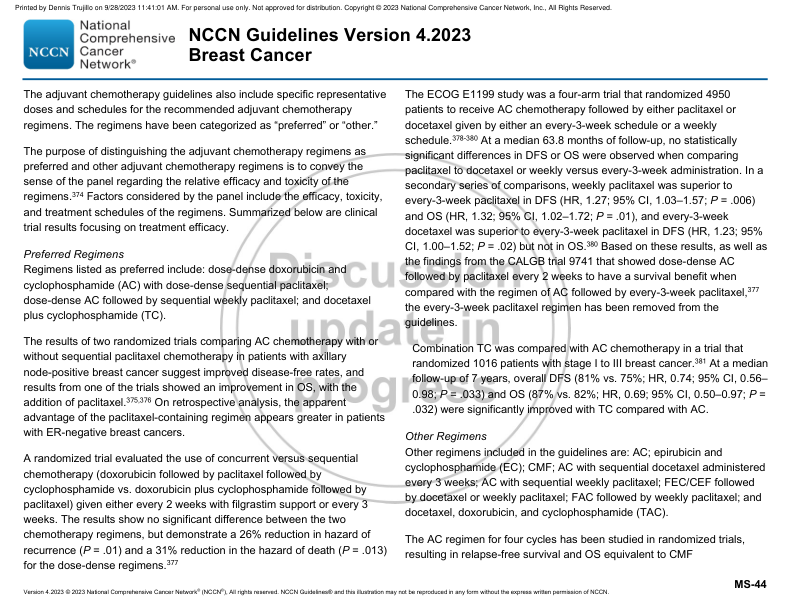 Printed by Dennis Trujillo on 9/28/2023 11:41:01 AM. For personal use only. Not approved for distribution. Copyright © 2023 National Comprehensive Cancer Network, Inc., All Rights Reserved.
NCCN
National
Comprehensive
Cancer
Network®
NCCN Guidelines Version 4.2023
Breast Cancer
The adjuvant chemotherapy guidelines also include specific representative
doses and schedules for the recommended adjuvant chemotherapy
regimens. The regimens have been categorized as “preferred” or “other.”
The purpose of distinguishing the adjuvant chemotherapy regimens as
preferred and other adjuvant chemotherapy regimens is to convey the
sense of the panel regarding the relative efficacy and toxicity of the
regimens.374 Factors considered by the panel include the efficacy, toxicity,
and treatment schedules of the regimens. Summarized below are clinical
trial results focusing on treatment efficacy.
Preferred Regimens
Regimens listed as preferred include: dose-dense doxorubicin and
cyclophosphamide (AC) with dose-dense sequential paclitaxel;
dose-dense AC followed by sequential weekly paclitaxel; and docetaxel
plus cyclophosphamide (TC).
The results of two randomized trials comparing AC chemotherapy with or
without sequential paclitaxel chemotherapy in patients with axillary
node-positive breast cancer suggest improved disease-free rates, and
results from one of the trials showed an improvement in OS, with the
addition of paclitaxel.375,376 On retrospective analysis, the apparent
advantage of the paclitaxel-containing regimen appears greater in patients
with ER-negative breast cancers.
A randomized trial evaluated the use of concurrent versus sequential
chemotherapy (doxorubicin followed by paclitaxel followed by
cyclophosphamide vs. doxorubicin plus cyclophosphamide followed by
paclitaxel) given either every 2 weeks with filgrastim support or every 3
weeks. The results show no significant difference between the two
chemotherapy regimens, but demonstrate a 26% reduction in hazard of
recurrence (P = .01) and a 31% reduction in the hazard of death (P = .013)
for the dose-dense regimens.377
The ECOG E1199 study was a four-arm trial that randomized 4950
patients to receive AC chemotherapy followed by either paclitaxel or
docetaxel given by either an every-3-week schedule or a weekly
schedule.378-380 At a median 63.8 months of follow-up, no statistically
significant differences in DFS or OS were observed when comparing
paclitaxel to docetaxel or weekly versus every-3-week administration. In a
secondary series of comparisons, weekly paclitaxel was superior to
every-3-week paclitaxel in DFS (HR, 1.27; 95% CI, 1.03–1.57; P = .006)
and OS (HR, 1.32; 95% CI, 1.02–1.72; P = .01), and every-3-week
docetaxel was superior to every-3-week paclitaxel in DFS (HR, 1.23; 95%
CI, 1.00–1.52; P = .02) but not in OS.380 Based on these results, as well as
the findings from the CALGB trial 9741 that showed dose-dense AC
followed by paclitaxel every 2 weeks to have a survival benefit when
compared with the regimen of AC followed by every-3-week paclitaxel,377
the every-3-week paclitaxel regimen has been removed from the
guidelines.
Combination TC was compared with AC chemotherapy in a trial that
randomized 1016 patients with stage I to III breast cancer.381 At a median
follow-up of 7 years, overall DFS (81% vs. 75%; HR, 0.74; 95% CI, 0.56–
0.98; P = .033) and OS (87% vs. 82%; HR, 0.69; 95% CI, 0.50–0.97; P =
.032) were significantly improved with TC compared with AC.
Other Regimens
Other regimens included in the guidelines are: AC; epirubicin and
cyclophosphamide (EC); CMF; AC with sequential docetaxel administered
every 3 weeks; AC with sequential weekly paclitaxel; FEC/CEF followed
by docetaxel or weekly paclitaxel; FAC followed by weekly paclitaxel; and
docetaxel, doxorubicin, and cyclophosphamide (TAC).
The AC regimen for four cycles has been studied in randomized trials,
resulting in relapse-free survival and OS equivalent to CMF
Discussion
update in
progress
MS-44
Version 4.2023 © 2023 National Comprehensive Cancer Network® (NCCN®), All rights reserved. NCCN Guidelines® and this illustration may not be reproduced in any form without the express written permission of NCCN.